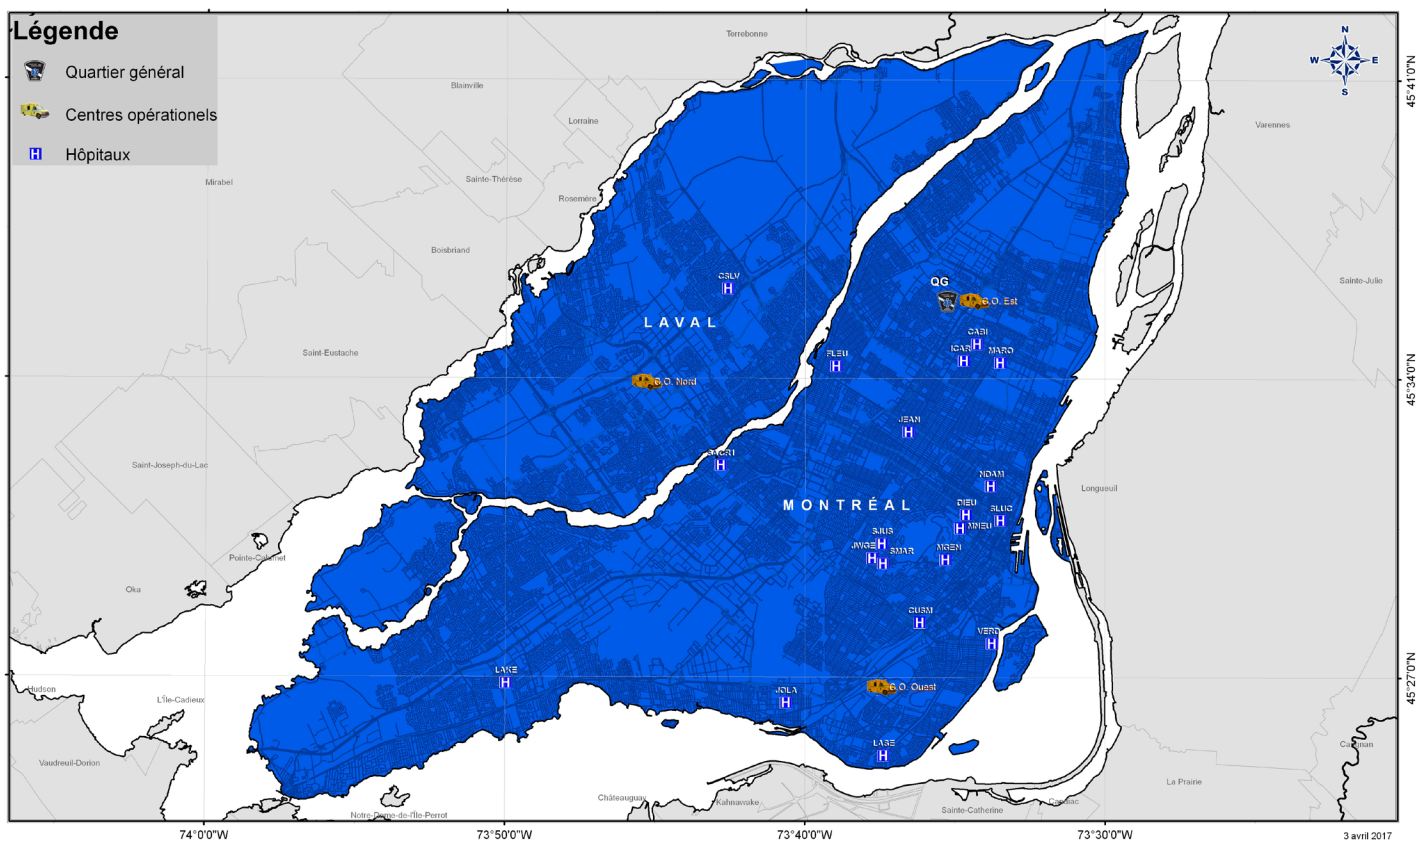 Légende
Quartier général
Centres opérationels
Hôpitaux
N
W
E
S
Terrebonne
Blainville
Lorraine
Varennes
Mirabel
Sainte-Thérèse
Rosemère
Boisbriand
CSLV
Sainte-Julie
QG
C.O. Est
LAVAL
CABI
ICAR
MARO
FLEU
Saint-Eustache
C.O. Nord
JEAN
SACR1
Saint-Joseph-du-Lac
NDAM
Longueuil
MONTRÉAL
DIEU
SLUC
MNEU
SJUS
JWGE
SMAR
MGEN
Pointe-Calumet
Oka
CUSM
VERD
LAKE
C.O. Ouest
JOLA
Hudson
L'Île-Cadieux
LASE
Vaudreuil-Dorion
Carignan
La Prairie
Châteauguay
Kahnawake
Candiac
Sainte-Catherine
Notre-Dame-de-l'Île-Perrot
45°41'0"N
45°34'0"N
45°27'0"N
74°0'0"W
73°50'0"W
73°40'0"W
73°30'0"W
3 avril 2017